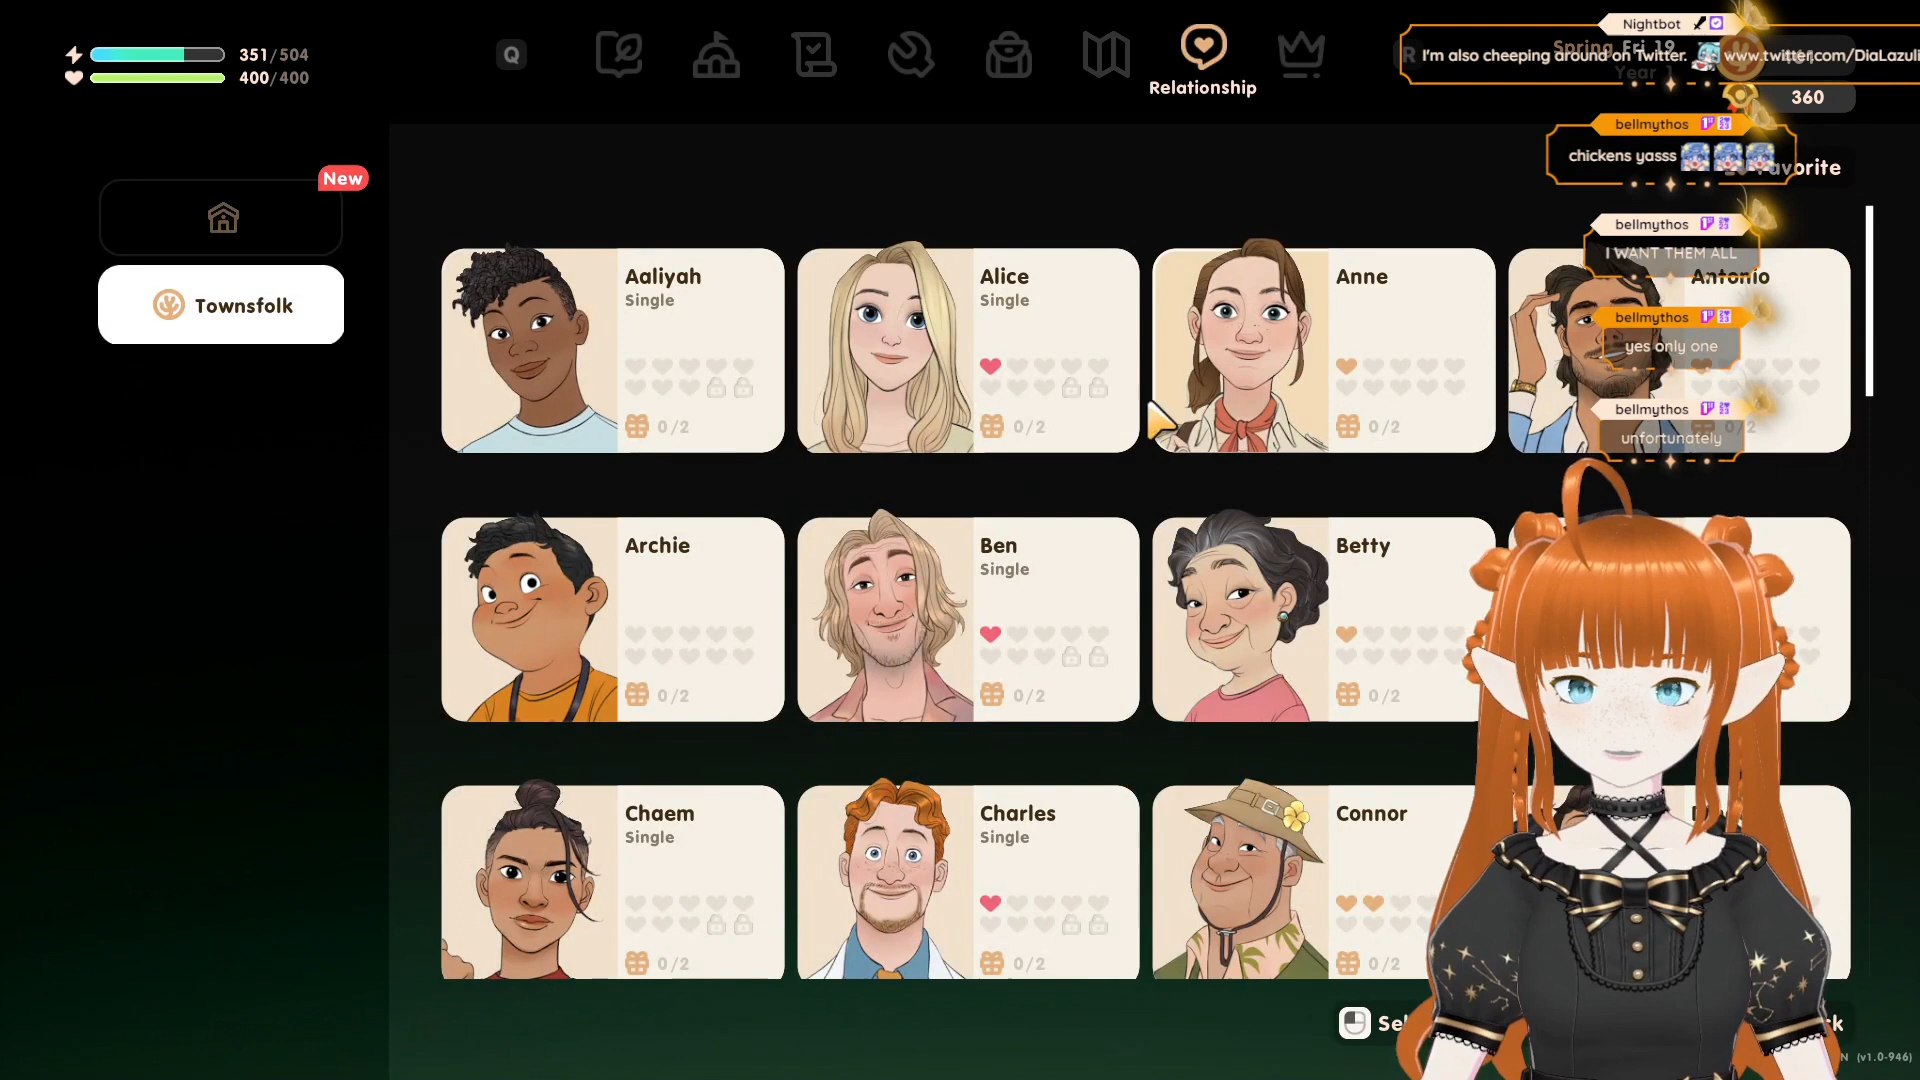 351/504
400/400
Q
Relationship
R
Spring Fri 19
Year
360
Nightbot
I'm also cheeping around on Twitter. www.twitter.com/DiaLazuli
bellmythos
chickens yasss
Favorite
bellmythos
I WANT THEM ALL
bellmythos
yes only one
bellmythos
unfortunately
New
Townsfolk
Aaliyah
Single
0/2
Alice
Single
0/2
Anne
0/2
Antonio
0/2
Archie
0/2
Ben
Single
0/2
Betty
0/2
Chaem
Single
0/2
Charles
Single
0/2
Connor
0/2
(v1.0-946)